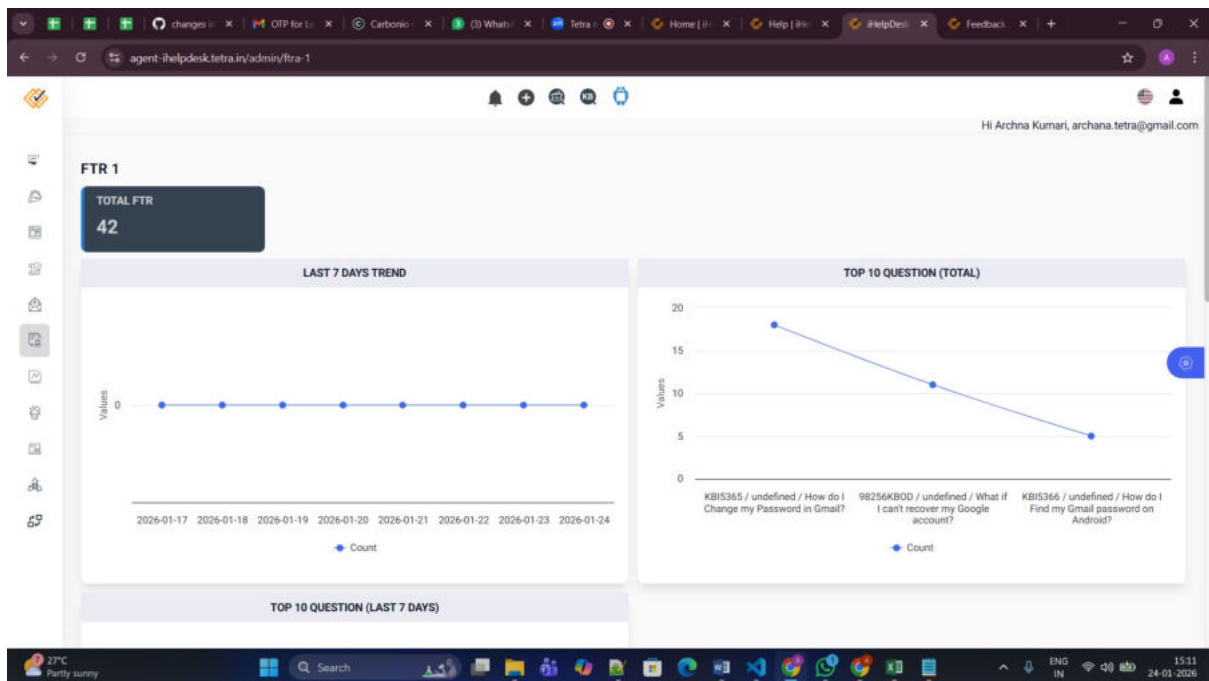 changes i
OTP for L
Carbonio
(3) Whats
Tetra
Home | iH
Help | iHe
iHelpDesk
Feedback
agent-ihelpdesk.tetra.in/admin/ftra-1
KB
Hi Archna Kumari, archana.tetra@gmail.com
FTR 1
TOTAL FTR
42
LAST 7 DAYS TREND
Values
0
2026-01-17 2026-01-18 2026-01-19 2026-01-20 2026-01-21 2026-01-22 2026-01-23 2026-01-24
Count
TOP 10 QUESTION (TOTAL)
20
15
10
5
0
Values
KBI5365 / undefined / How do I
Change my Password in Gmail?
98256KBOD / undefined / What if
I can't recover my Google
account?
KBI5366 / undefined / How do I
Find my Gmail password on
Android?
Count
TOP 10 QUESTION (LAST 7 DAYS)
27°C
Partly sunny
Search
ENG
IN
15:11
24-01-2026